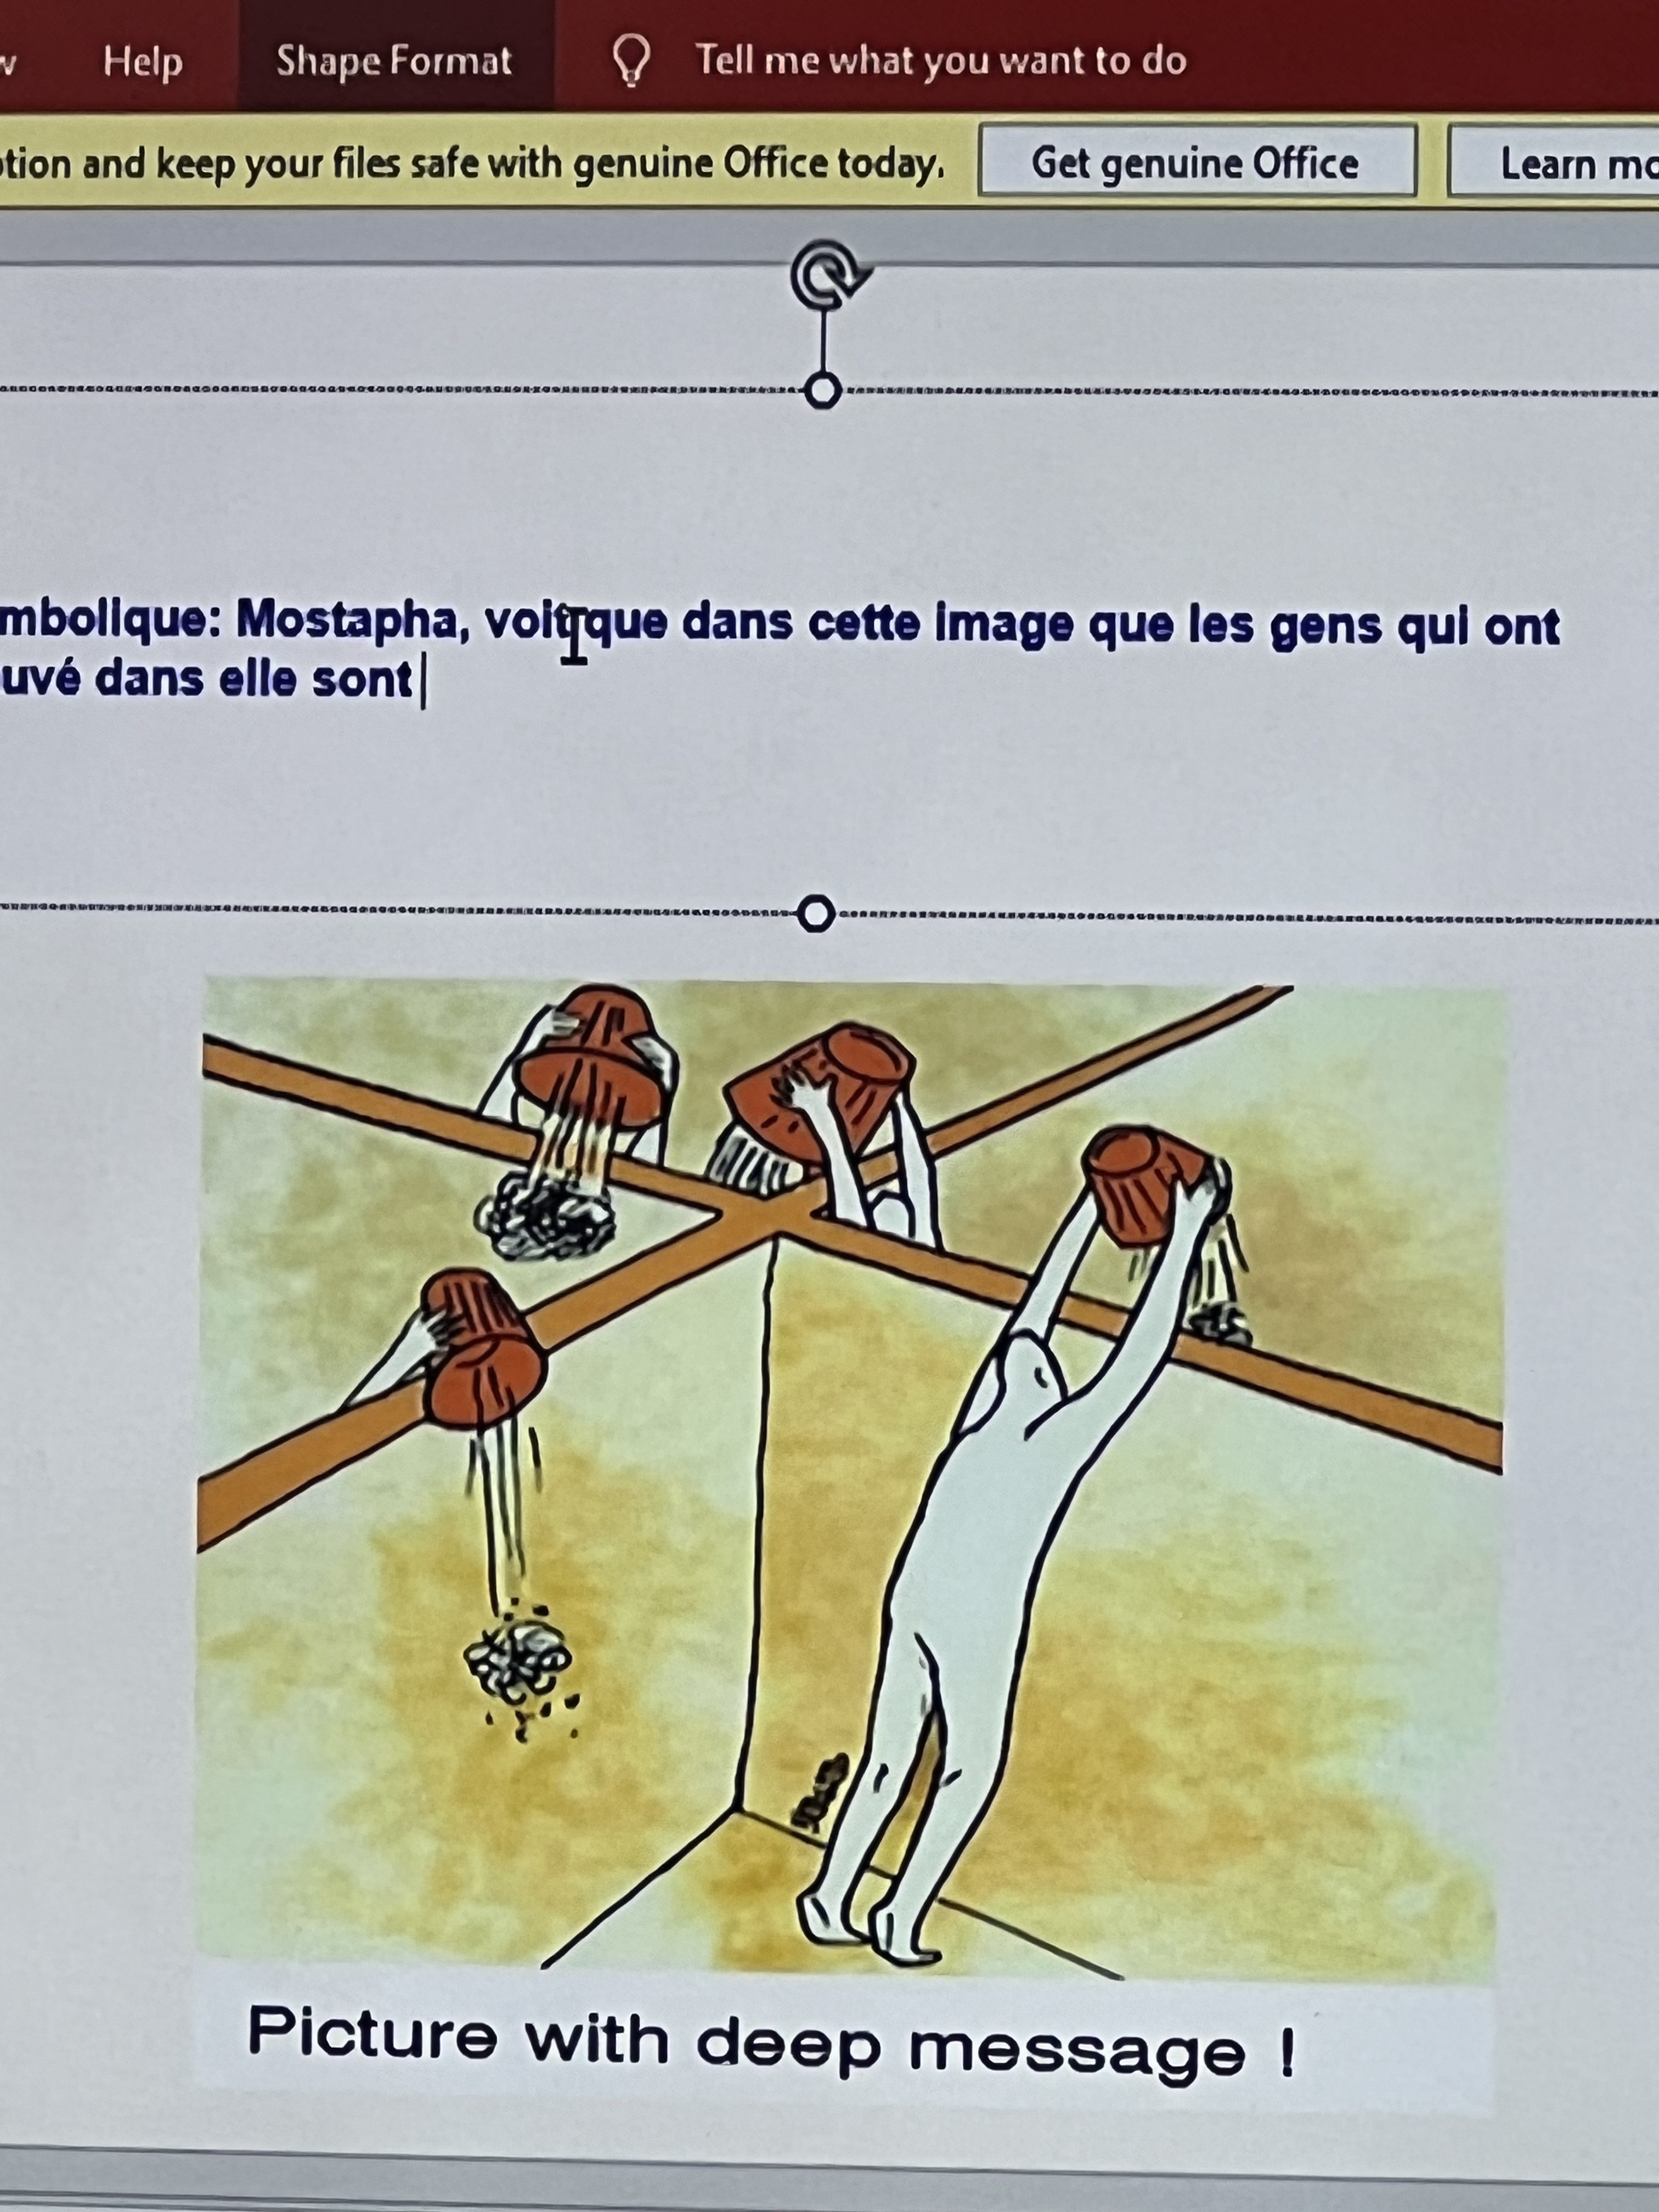 Help Shape Format Tell me what you want to do
tion and keep your files safe with genuine Office today. Get genuine Office Learn mo
mbolique: Mostapha, voit que dans cette image que les gens qui ont
uvé dans elle sont
Picture with deep message !